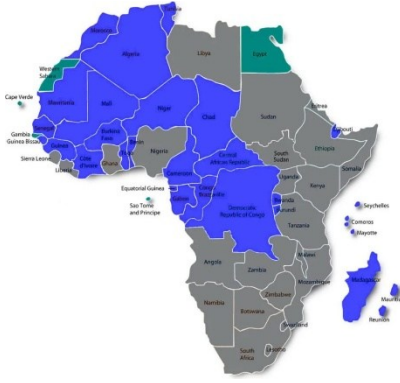 Tunisia
Morocco
Algeria
Libya
Egypt
Western
Sahara
Cape Verde
Mauritania
Mali
Niger
Chad
Sudan
Eritrea
Djibouti
Senegal
Gambia
Guinea Bissau
Guinea
Sierra Leone
Liberia
Côte
d'Ivoire
Burkina
Faso
Ghana
Togo
Benin
Nigeria
Cameroon
Central
African Republic
South
Sudan
Ethiopia
Somalia
Equatorial Guinea
Sao Tome
and Principe
Gabon
Congo
Brazzaville
Democratic
Republic of Congo
Uganda
Kenya
Rwanda
Burundi
Tanzania
Seychelles
Comoros
Mayotte
Angola
Zambia
Malawi
Mozambique
Madagascar
Mauritius
Reunion
Namibia
Botswana
Zimbabwe
Swaziland
Lesotho
South
Africa